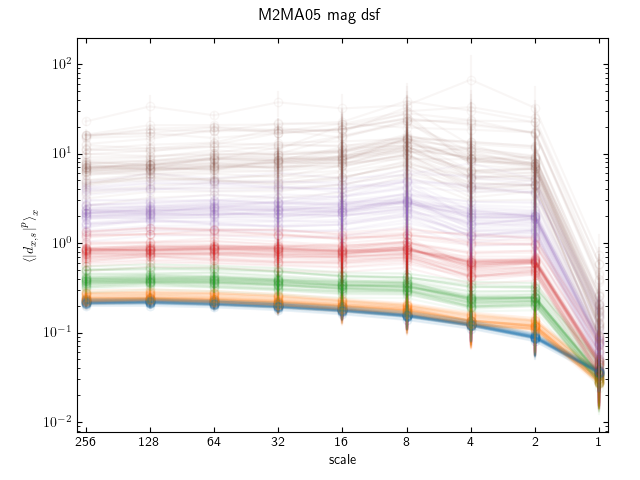 M2MA05 mag dsf
⟨|d_{x,s}|^p⟩_x
10^2
10^1
10^0
10^{-1}
10^{-2}
256 128 64 32 16 8 4 2 1
scale